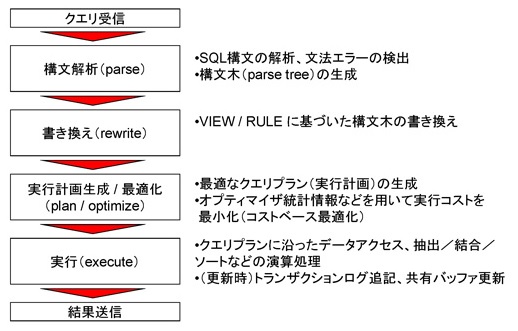 クエリ受信
構文解析(parse)
•SQL構文の解析、文法エラーの検出
•構文木(parse tree)の生成
書き換え(rewrite)
•VIEW / RULE に基づいた構文木の書き換え
実行計画生成 / 最適化
(plan / optimize)
•最適なクエリプラン(実行計画)の生成
•オプティマイザ統計情報などを用いて実行コストを
最小化(コストベース最適化)
実行(execute)
•クエリプランに沿ったデータアクセス、抽出／結合／
ソートなどの演算処理
•(更新時)トランザクションログ追記、共有バッファ更新
結果送信